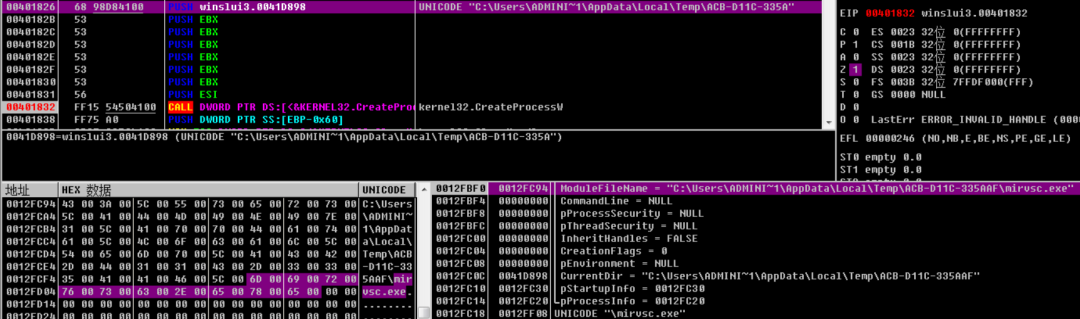 00401826 68 98D84100 PUSH winslui3.0041D898 UNICODE "C:\Users\ADMINI~1\AppData\Local\Temp\ACB-D11C-335A"
0040182B 53 PUSH EBX
0040182C 53 PUSH EBX
0040182D 53 PUSH EBX
0040182E 53 PUSH EBX
0040182F 53 PUSH EBX
00401830 53 PUSH EBX
00401831 56 PUSH ESI
00401832 FF15 54504100 CALL DWORD PTR DS:[<&KERNEL32.CreateProc kernel32.CreateProcessW
00401838 FF75 A0 PUSH DWORD PTR SS:[EBP-0x60]
0041D898=winslui3.0041D898 (UNICODE "C:\Users\ADMINI~1\AppData\Local\Temp\ACB-D11C-335A")
EIP 00401832 winslui3.00401832
C 0 ES 0023 32位 0(FFFFFFFF)
P 1 CS 001B 32位 0(FFFFFFFF)
A 0 SS 0023 32位 0(FFFFFFFF)
Z 1 DS 0023 32位 0(FFFFFFFF)
S 0 FS 003B 32位 7FFDF000(FFF)
T 0 GS 0000 NULL
D 0
O 0 LastErr ERROR_INVALID_HANDLE (000
EFL 00000246 (NO,NB,E,BE,NS,PE,GE,LE)
ST0 empty 0.0
ST1 empty 0.0
地址 HEX 数据 UNICODE
0012FC94 43 00 3A 00 5C 00 55 00 73 00 65 00 72 00 73 00 C:\Users
0012FCA4 5C 00 41 00 44 00 4D 00 49 00 4E 00 49 00 7E 00 \ADMINI~
0012FCB4 31 00 5C 00 41 00 70 00 70 00 44 00 61 00 74 00 1\AppDat
0012FCC4 61 00 5C 00 4C 00 6F 00 63 00 61 00 6C 00 5C 00 a\Local\
0012FCD4 54 00 65 00 6D 00 70 00 5C 00 41 00 43 00 42 00 Temp\ACB
0012FCE4 2D 00 44 00 31 00 31 00 43 00 2D 00 33 00 33 00 -D11C-33
0012FCF4 35 00 41 00 41 00 46 00 5C 00 6D 00 69 00 72 00 5AAF\mir
0012FD04 76 00 73 00 63 00 2E 00 65 00 78 00 65 00 00 00 vsc.exe.
0012FD14 00 00 00 00 00 00 00 00 00 00 00 00 00 00 00 00 ........
0012FD24 00 00 00 00 00 00 00 00 00 00 00 00 00 00 00 00
0012FBF0 0012FC94 ModuleFileName = "C:\Users\ADMINI~1\AppData\Local\Temp\ACB-D11C-335AAF\mirvsc.exe"
0012FBF4 00000000 CommandLine = NULL
0012FBF8 00000000 pProcessSecurity = NULL
0012FBFC 00000000 pThreadSecurity = NULL
0012FC00 00000000 InheritHandles = FALSE
0012FC04 00000000 CreationFlags = 0
0012FC08 00000000 pEnvironment = NULL
0012FC0C 0041D898 CurrentDir = "C:\Users\ADMINI~1\AppData\Local\Temp\ACB-D11C-335AAF"
0012FC10 0012FC30 pStartupInfo = 0012FC30
0012FC14 0012FC20 pProcessInfo = 0012FC20
0012FC18 0012FF08 UNICODE "\mirvsc.exe"